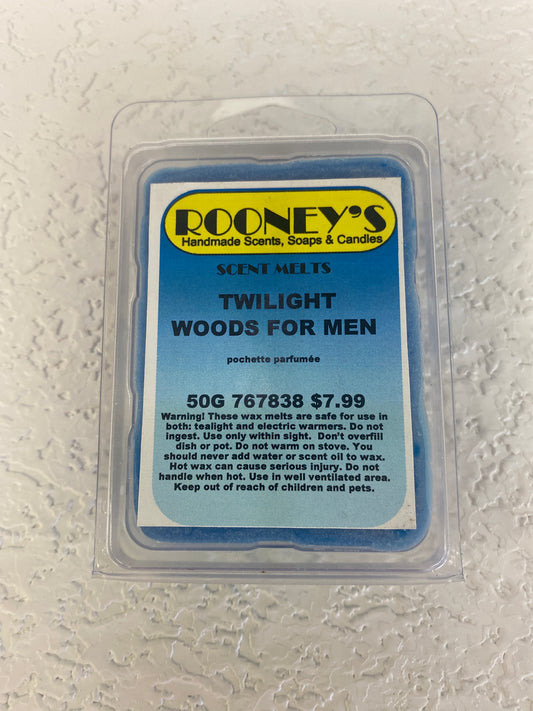 ROONEY'S
Handmade Scents, Soaps & Candles
SCENT MELTS
TWILIGHT
WOODS FOR MEN
pochette parfumée
50G 767838 $7.99
Warning! These wax melts are safe for use in
both: tealight and electric warmers. Do not
ingest. Use only within sight. Don't overfill
dish or pot. Do not warm on stove. You
should never add water or scent oil to wax.
Hot wax can cause serious injury. Do not
handle when hot. Use in well ventilated area.
Keep out of reach of children and pets.